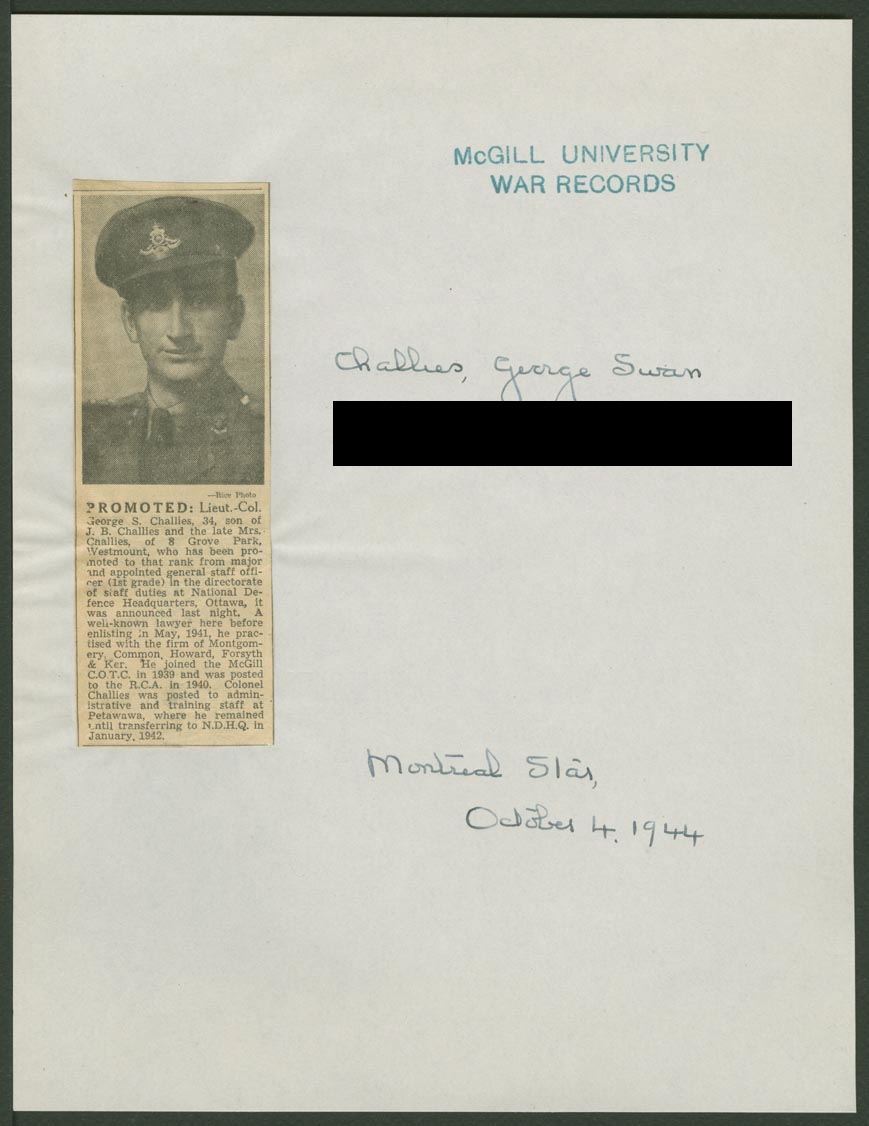 McGILL UNIVERSITY
WAR RECORDS
Challies, George Swan
—Rice Photo
PROMOTED: Lieut.-Col.
George S. Challies, 34, son of
J. B. Challies and the late Mrs.
Challies, of 8 Grove Park,
Westmount, who has been pro-
moted to that rank from major
and appointed general staff offi-
cer (1st grade) in the directorate
of staff duties at National De-
fence Headquarters, Ottawa, it
was announced last night. A
well-known lawyer here before
enlisting in May, 1941, he prac-
tised with the firm of Montgom-
ery, Common, Howard, Forsyth
& Ker. He joined the McGill
C.O.T.C. in 1939 and was posted
to the R.C.A. in 1940. Colonel
Challies was posted to admin-
istrative and training staff at
Petawawa, where he remained
until transferring to N.D.H.Q. in
January, 1942.
Montreal Star,
October 4, 1944